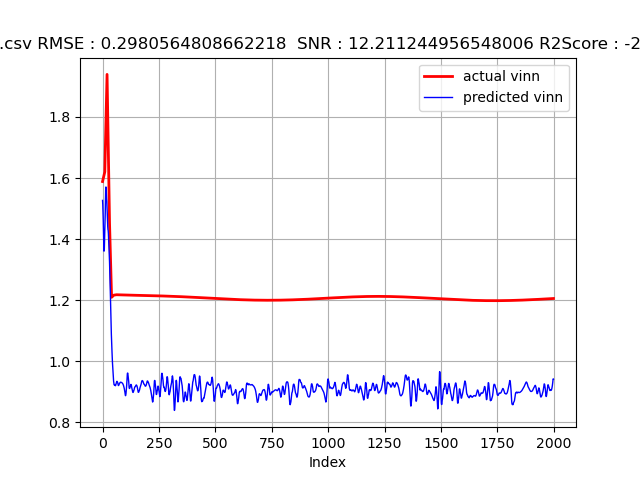 .csv RMSE : 0.2980564808662218  SNR : 12.211244956548006 R2Score : -2
actual vinn
predicted vinn
1.8
1.6
1.4
1.2
1.0
0.8
0 250 500 750 1000 1250 1500 1750 2000
Index